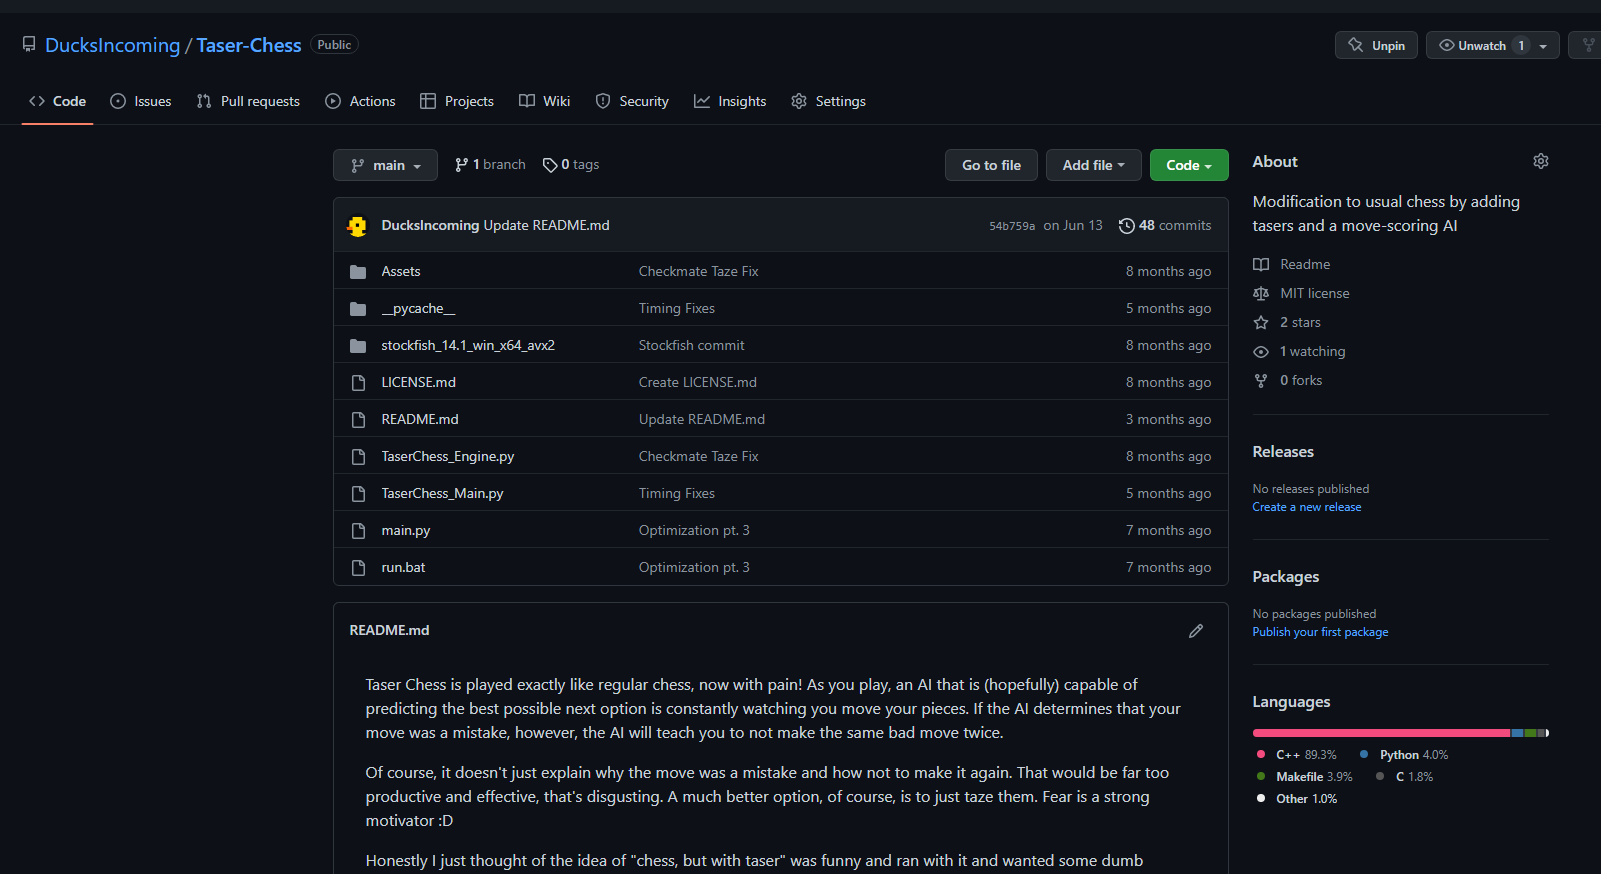 DucksIncoming / Taser-Chess Public
Unpin
Unwatch 1
Code
Issues
Pull requests
Actions
Projects
Wiki
Security
Insights
Settings
main
1 branch
0 tags
Go to file
Add file
Code
DucksIncoming Update README.md 54b759a on Jun 13 48 commits
Assets Checkmate Taze Fix 8 months ago
__pycache__ Timing Fixes 5 months ago
stockfish_14.1_win_x64_avx2 Stockfish commit 8 months ago
LICENSE.md Create LICENSE.md 8 months ago
README.md Update README.md 3 months ago
TaserChess_Engine.py Checkmate Taze Fix 8 months ago
TaserChess_Main.py Timing Fixes 5 months ago
main.py Optimization pt. 3 7 months ago
run.bat Optimization pt. 3 7 months ago
README.md
Taser Chess is played exactly like regular chess, now with pain! As you play, an AI that is (hopefully) capable of
predicting the best possible next option is constantly watching you move your pieces. If the AI determines that your
move was a mistake, however, the AI will teach you to not make the same bad move twice.
Of course, it doesn't just explain why the move was a mistake and how not to make it again. That would be far too
productive and effective, that's disgusting. A much better option, of course, is to just taze them. Fear is a strong
motivator :D
Honestly I just thought of the idea of "chess, but with taser" was funny and ran with it and wanted some dumb
About
Modification to usual chess by adding
tasers and a move-scoring AI
Readme
MIT license
2 stars
1 watching
0 forks
Releases
No releases published
Create a new release
Packages
No packages published
Publish your first package
Languages
C++ 89.3% Python 4.0%
Makefile 3.9% C 1.8%
Other 1.0%